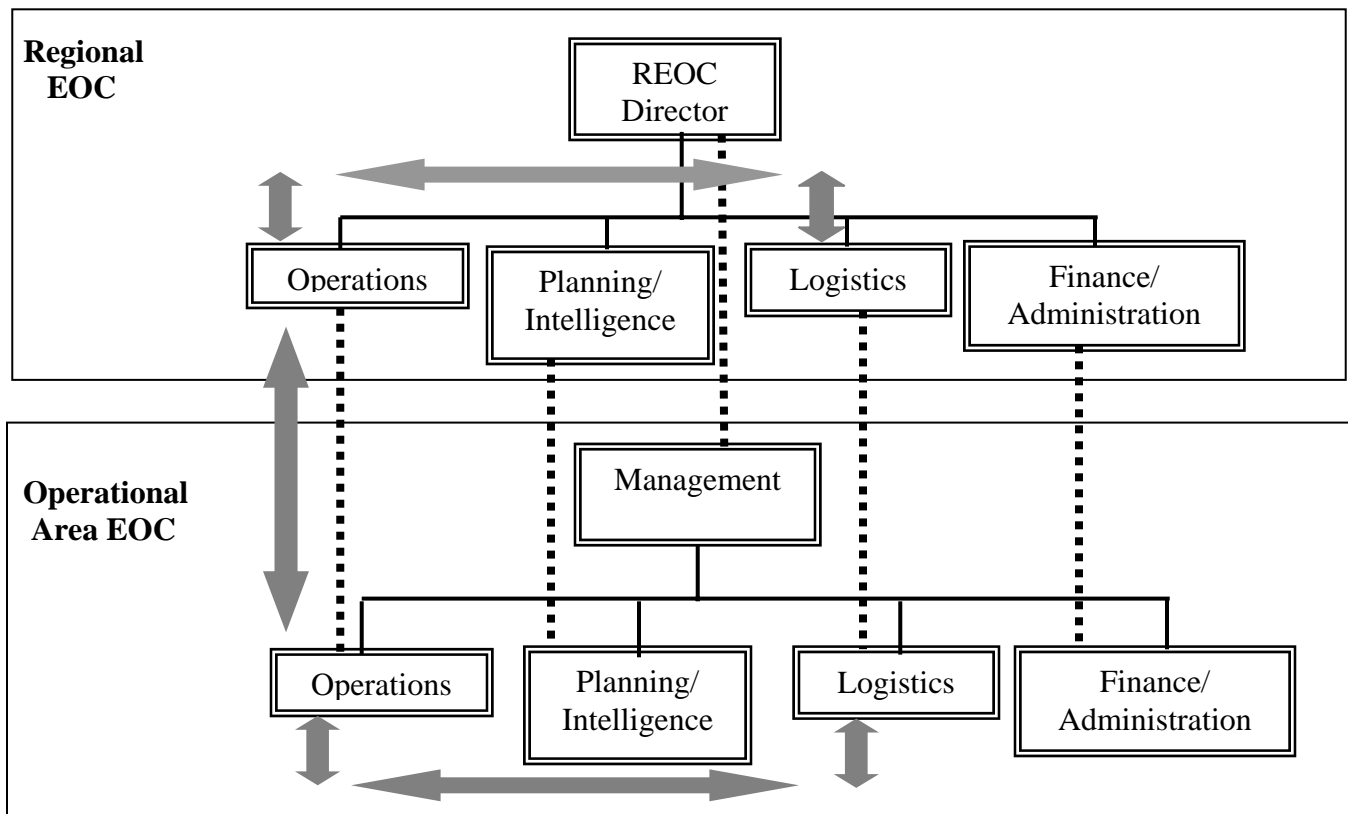 Regional
EOC
REOC
Director
Operations
Planning/
Intelligence
Logistics
Finance/
Administration
Operational
Area EOC
Management
Operations
Planning/
Intelligence
Logistics
Finance/
Administration